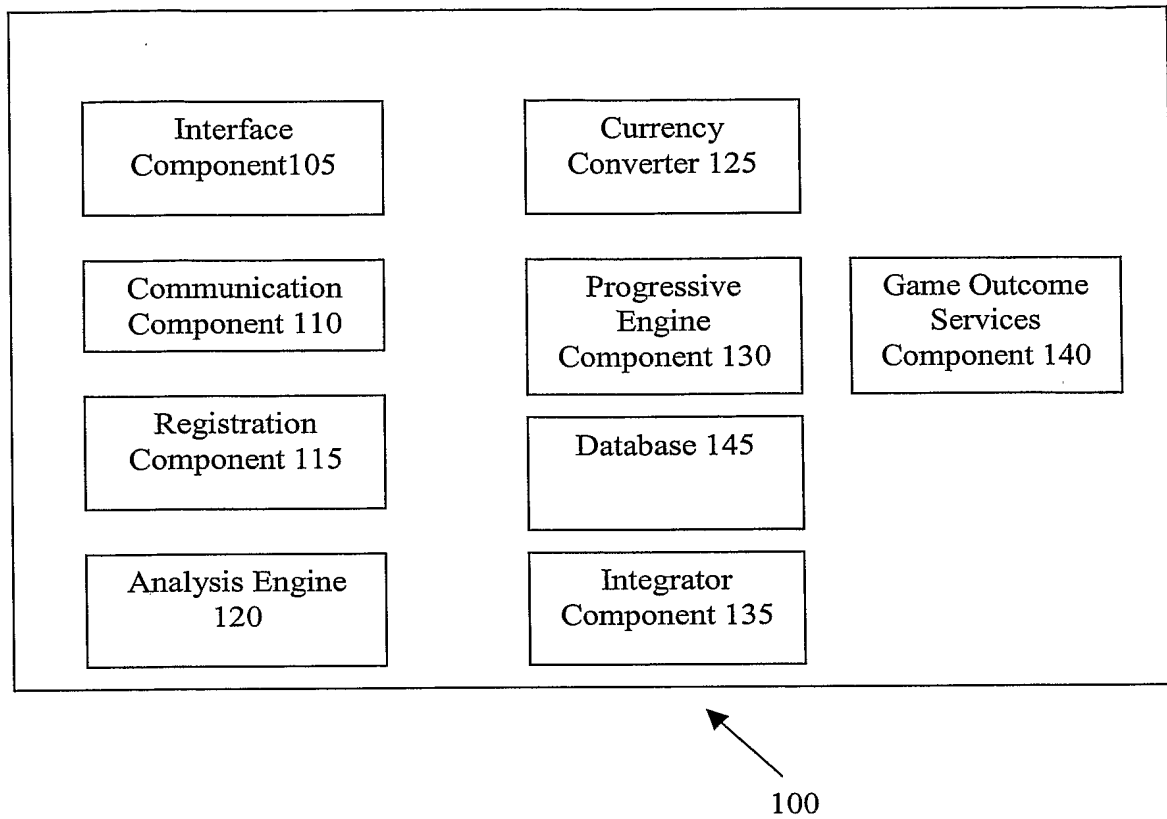 Interface
Component105
Currency
Converter 125
Communication
Component 110
Progressive
Engine
Component 130
Game Outcome
Services
Component 140
Registration
Component 115
Database 145
Analysis Engine
120
Integrator
Component 135
100